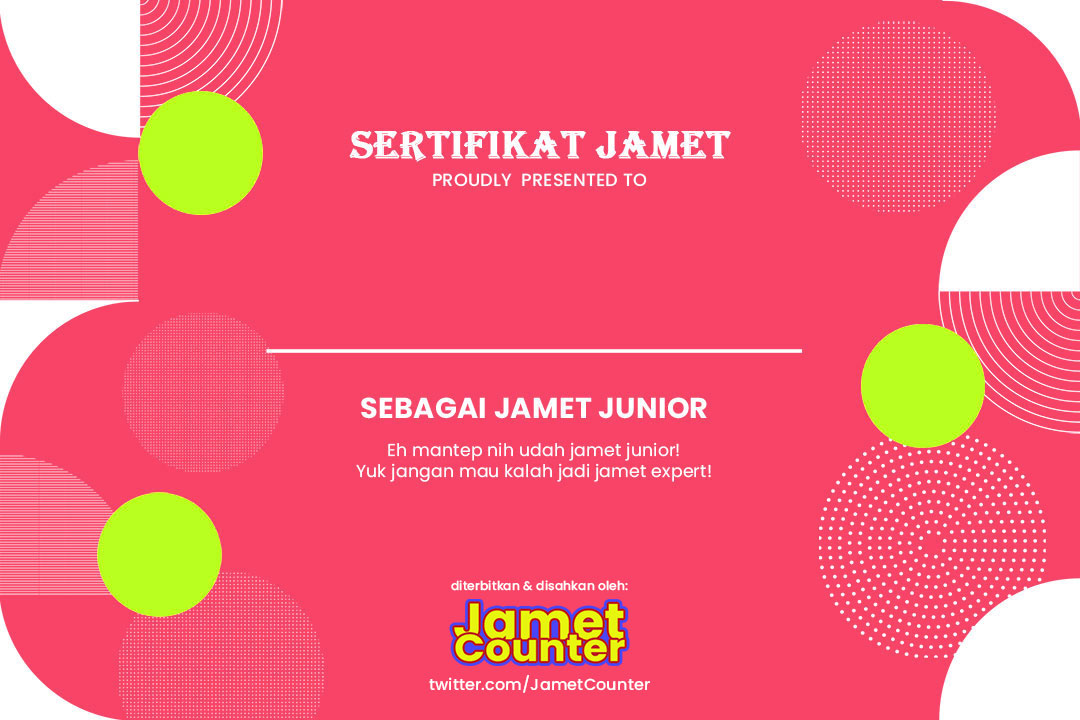 SERTIFIKAT JAMET
PROUDLY PRESENTED TO
SEBAGAI JAMET JUNIOR
Eh mantep nih udah jamet junior!
Yuk jangan mau kalah jadi jamet expert!
diterbitkan & disahkan oleh:
Jamet
Counter
twitter.com/JametCounter